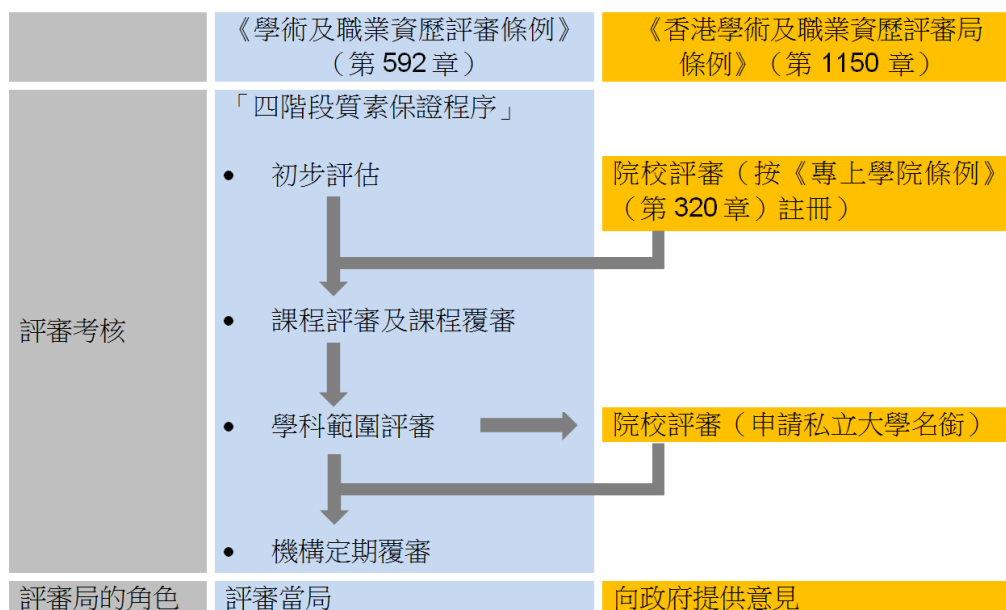 《學術及職業資歷評審條例》
（第 592 章）
《香港學術及職業資歷評審局
條例》（第 1150 章）
評審考核
「四階段質素保證程序」
• 初步評估
院校評審（按《專上學院條例》
（第 320 章）註冊）
• 課程評審及課程覆審
• 學科範圍評審
院校評審（申請私立大學名銜）
• 機構定期覆審
評審局的角色
評審當局
向政府提供意見